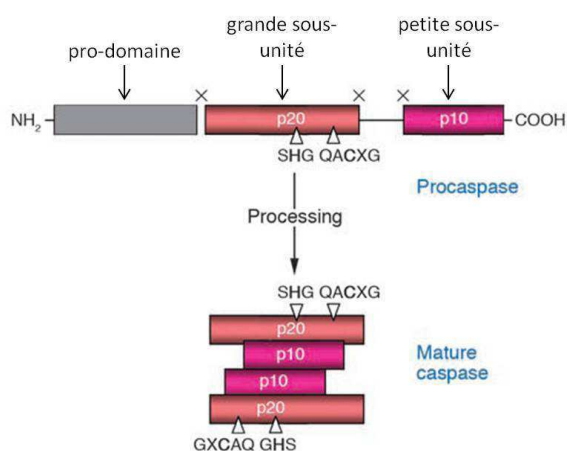 pro-domaine
grande sous-
unité
petite sous-
unité
× × ×
NH2 p20 p10 COOH
SHG QACXG
Procaspase
Processing
SHG QACXG
p20
p10
Mature
caspase
p10
p20
GXCAQ GHS